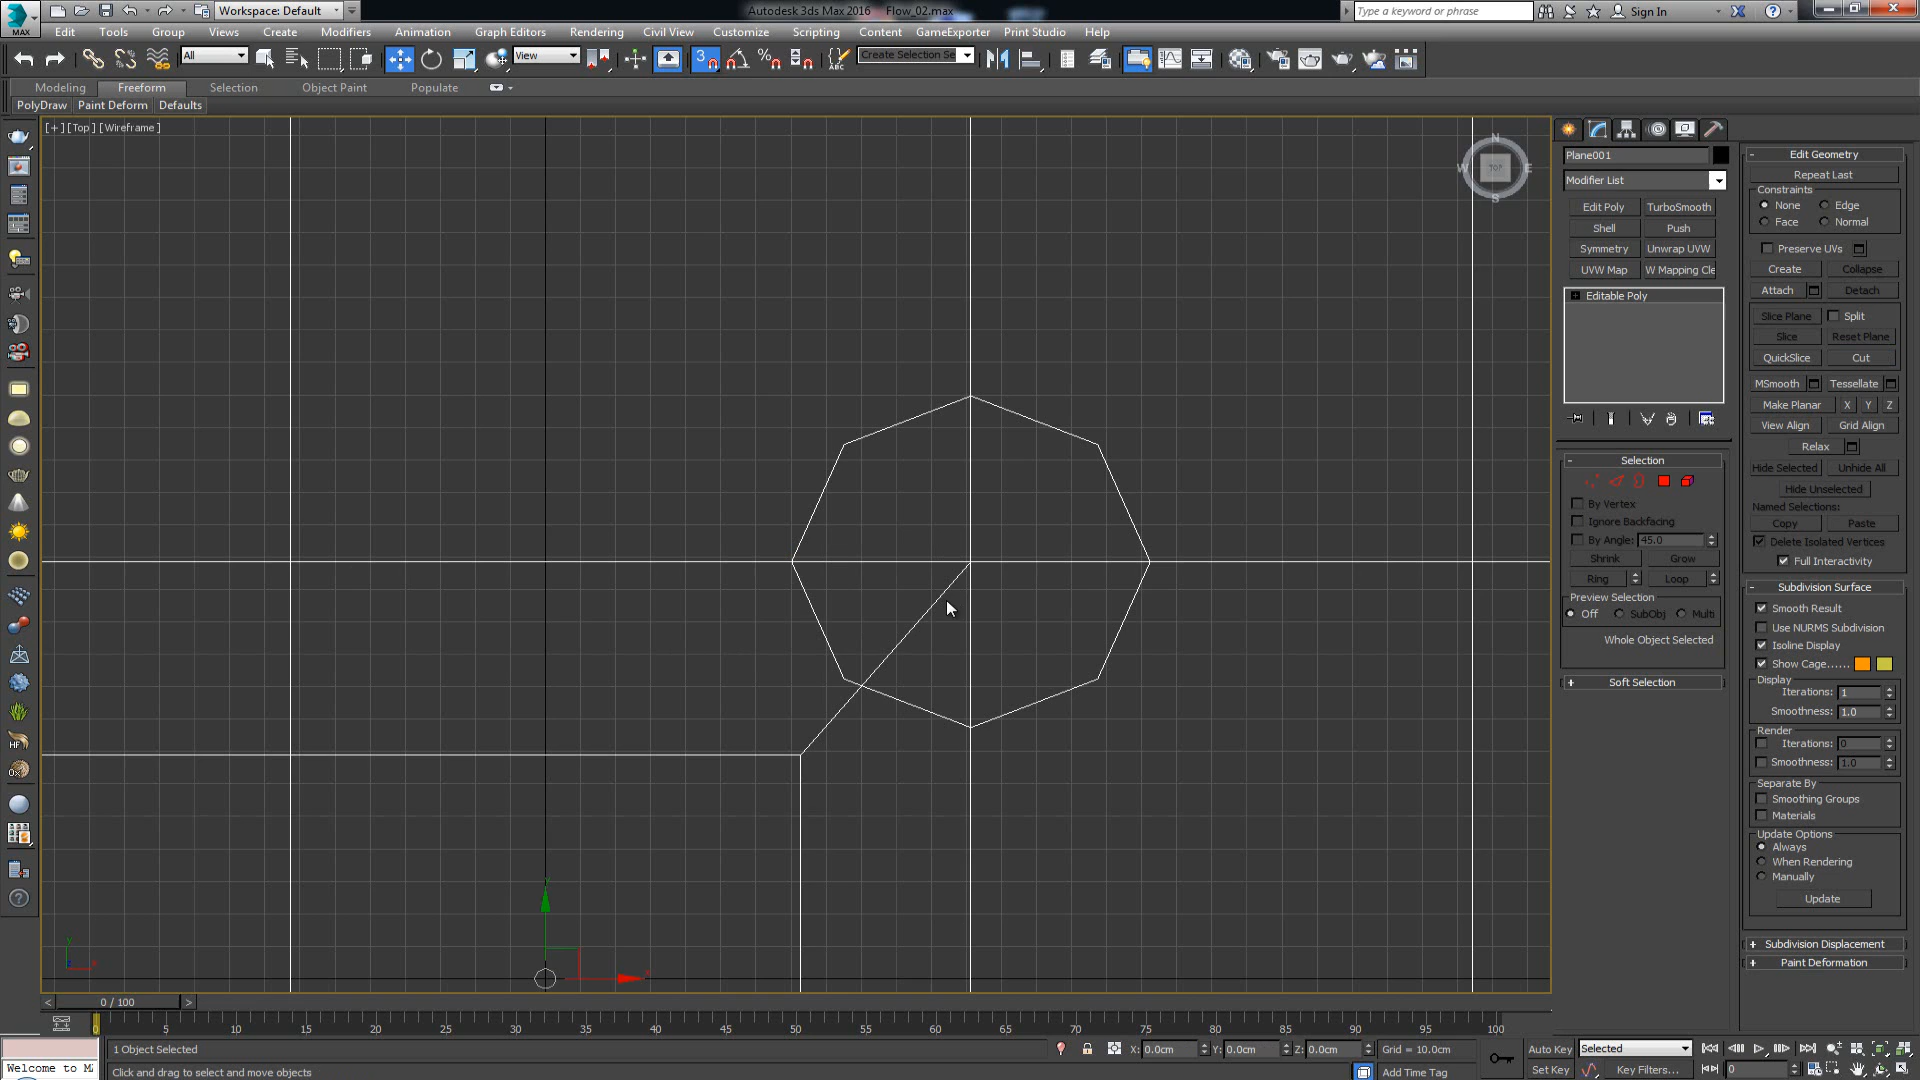 Workspace: Default
Autodesk 3ds Max 2016 Flow_02.max
Type a keyword or phrase
Sign In
MAX
Edit Tools Group Views Create Modifiers Animation Graph Editors Rendering Civil View Customize Scripting Content GameExporter Print Studio Help
All
View
3
ABC
Create Selection Se
Modeling Freeform Selection Object Paint Populate
PolyDraw Paint Deform Defaults
[+] [Top] [Wireframe]
N
W TOP E
S
Plane001
Modifier List
Edit Poly TurboSmooth
Shell Push
Symmetry Unwrap UVW
UVW Map W Mapping Cle
Editable Poly
Selection
By Vertex
Ignore Backfacing
By Angle: 45.0
Shrink Grow
Ring Loop
Preview Selection
Off SubObj Multi
Whole Object Selected
Soft Selection
Edit Geometry
Repeat Last
Constraints
None Edge
Face Normal
Preserve UVs
Create Collapse
Attach Detach
Slice Plane Split
Slice Reset Plane
QuickSlice Cut
MSmooth Tessellate
Make Planar X Y Z
View Align Grid Align
Relax
Hide Selected Unhide All
Hide Unselected
Named Selections:
Copy Paste
Delete Isolated Vertices
Full Interactivity
Subdivision Surface
Smooth Result
Use NURMS Subdivision
Isoline Display
Show Cage......
Display
Iterations: 1
Smoothness: 1.0
Render
Iterations: 0
Smoothness: 1.0
Separate By
Smoothing Groups
Materials
Update Options
Always
When Rendering
Manually
Update
Subdivision Displacement
Paint Deformation
HF
0 / 100
0 5 10 15 20 25 30 35 40 45 50 55 60 65 70 75 80 85 90 95 100
1 Object Selected
X: 0.0cm Y: 0.0cm Z: 0.0cm Grid = 10.0cm
Auto Key Selected
Welcome to M
Click and drag to select and move objects
Add Time Tag
Set Key Key Filters... 0